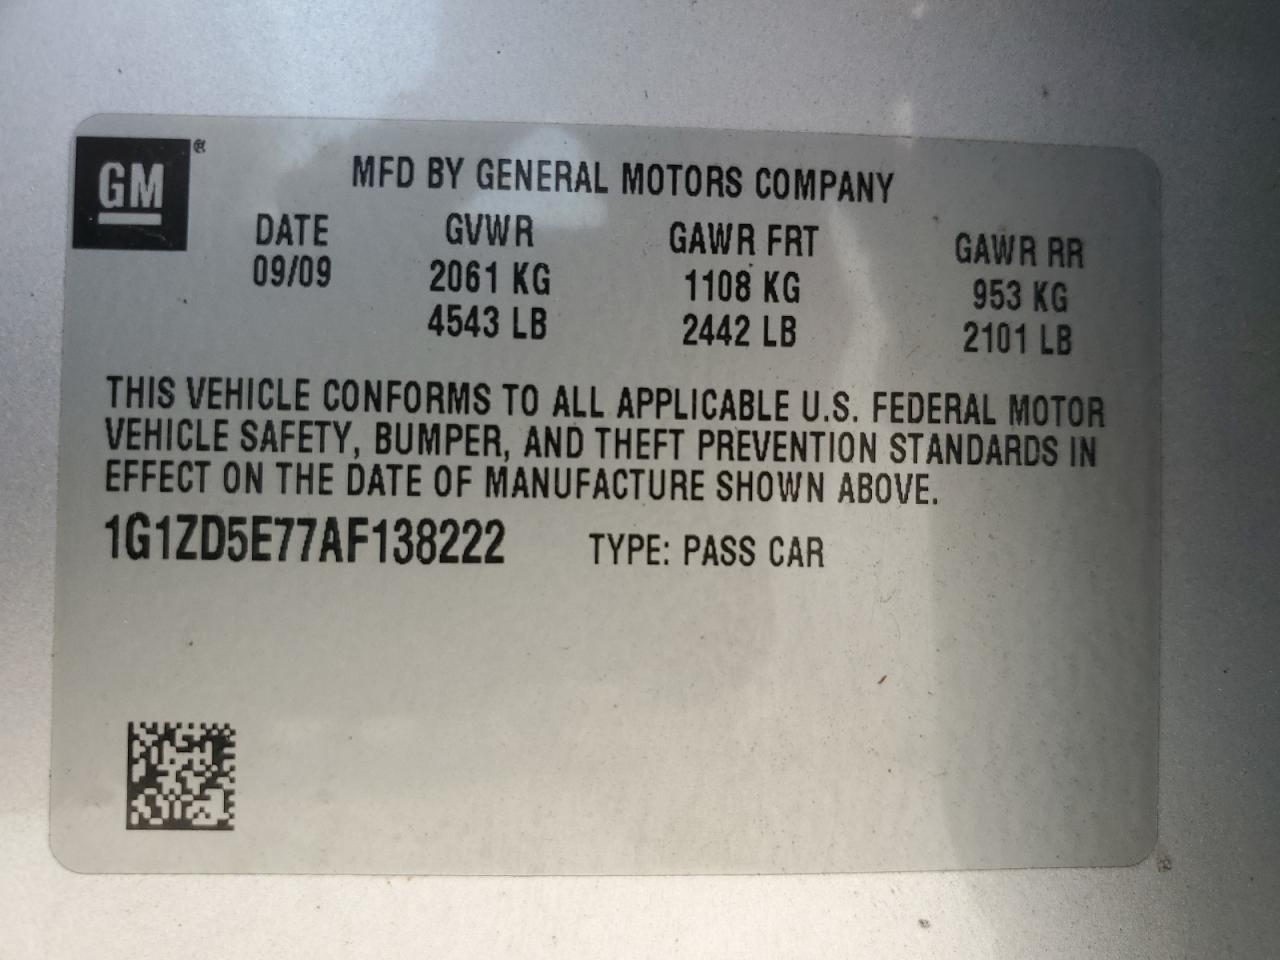 GM®
MFD BY GENERAL MOTORS COMPANY
DATE GVWR GAWR FRT GAWR RR
09/09 2061 KG 1108 KG 953 KG
4543 LB 2442 LB 2101 LB
THIS VEHICLE CONFORMS TO ALL APPLICABLE U.S. FEDERAL MOTOR
VEHICLE SAFETY, BUMPER, AND THEFT PREVENTION STANDARDS IN
EFFECT ON THE DATE OF MANUFACTURE SHOWN ABOVE.
1G1ZD5E77AF138222 TYPE: PASS CAR